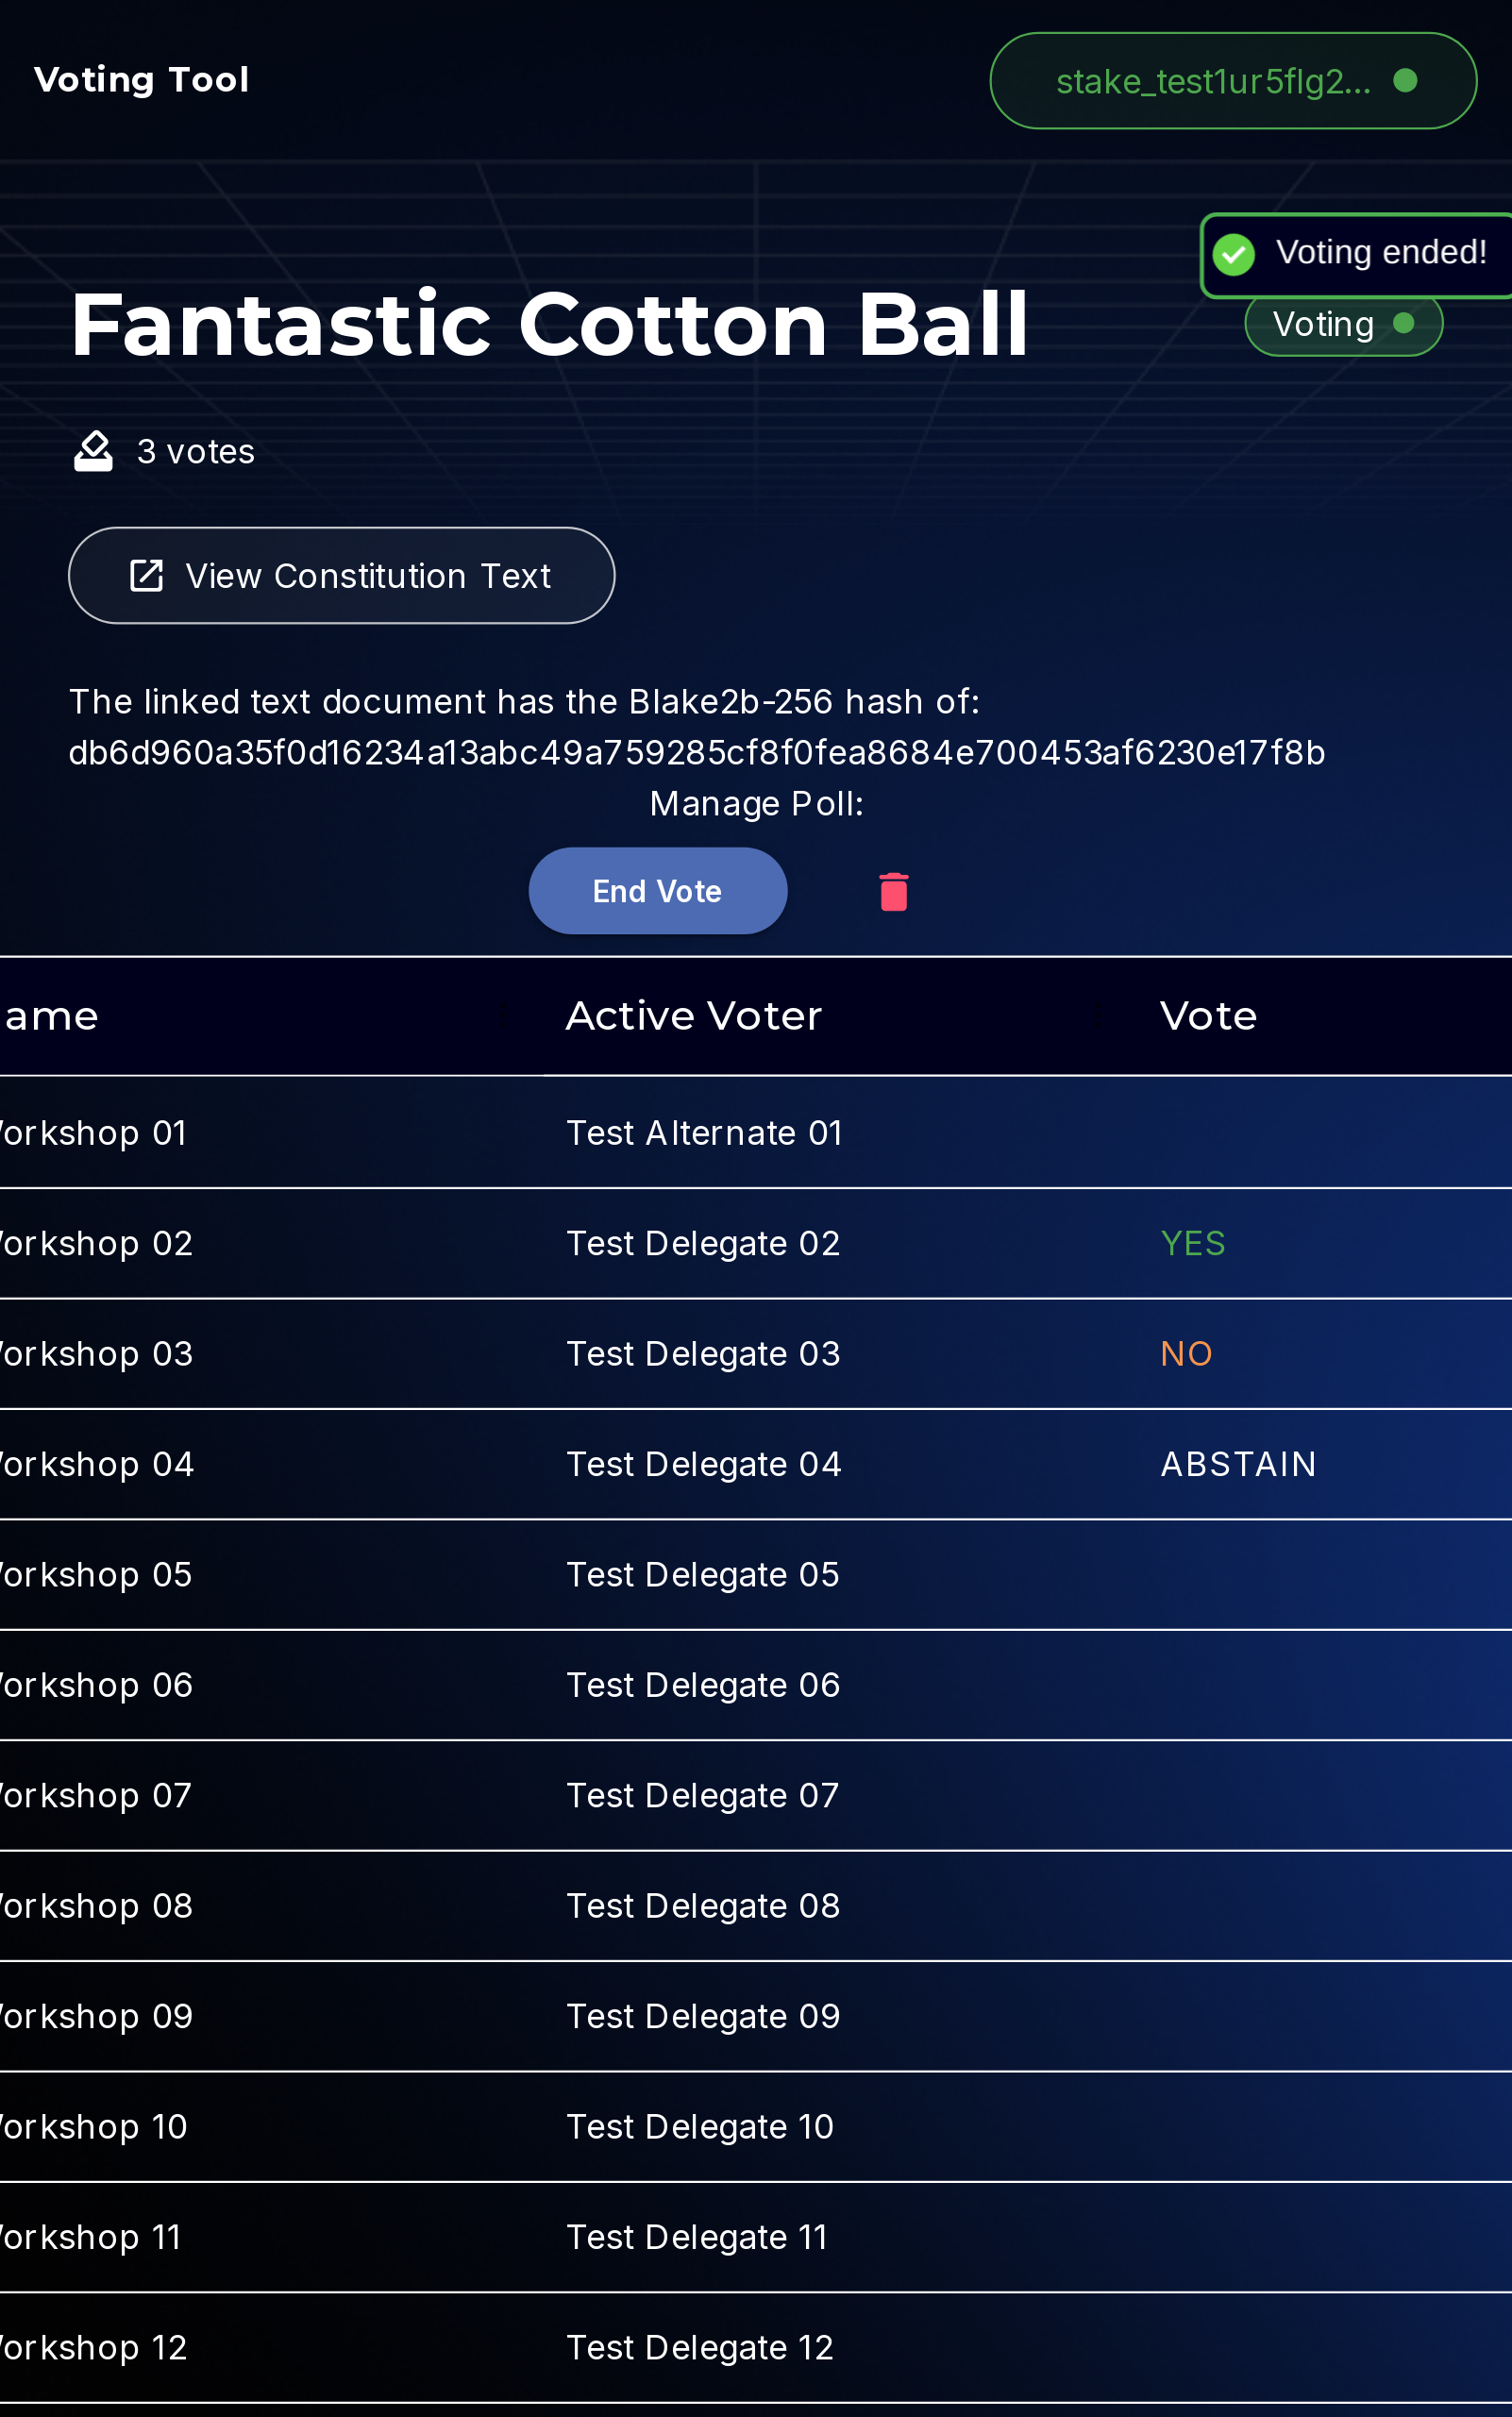 Voting Tool
stake_test1ur5flg2...
Voting ended!
Fantastic Cotton Ball
Voting
3 votes
View Constitution Text
The linked text document has the Blake2b-256 hash of:
db6d960a35f0d16234a13abc49a759285cf8f0fea8684e700453af6230e17f8b
Manage Poll:
End Vote
ame Active Voter Vote
orkshop 01 Test Alternate 01
orkshop 02 Test Delegate 02 YES
orkshop 03 Test Delegate 03 NO
orkshop 04 Test Delegate 04 ABSTAIN
orkshop 05 Test Delegate 05
orkshop 06 Test Delegate 06
orkshop 07 Test Delegate 07
orkshop 08 Test Delegate 08
orkshop 09 Test Delegate 09
orkshop 10 Test Delegate 10
orkshop 11 Test Delegate 11
orkshop 12 Test Delegate 12